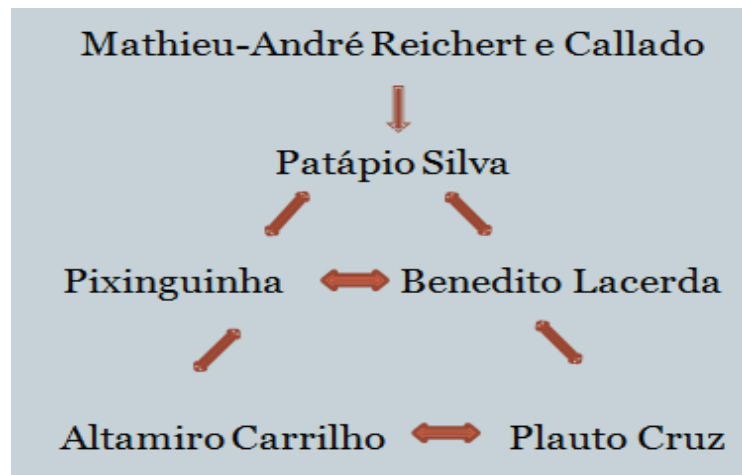 Mathieu-André Reichert e Callado
Patápio Silva
Pixinguinha Benedito Lacerda
Altamiro Carrilho Plauto Cruz